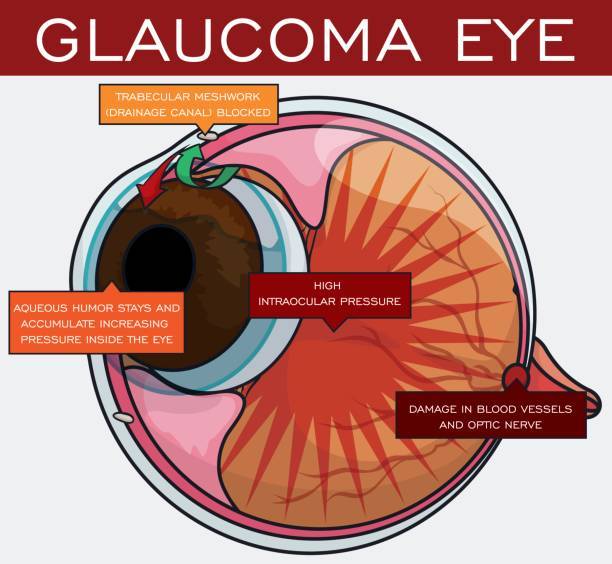 GLAUCOMA EYE
TRABECULAR MESHWORK
(DRAINAGE CANAL) BLOCKED
HIGH
INTRAOCULAR PRESSURE
AQUEOUS HUMOR STAYS AND
ACCUMULATE INCREASING
PRESSURE INSIDE THE EYE
DAMAGE IN BLOOD VESSELS
AND OPTIC NERVE